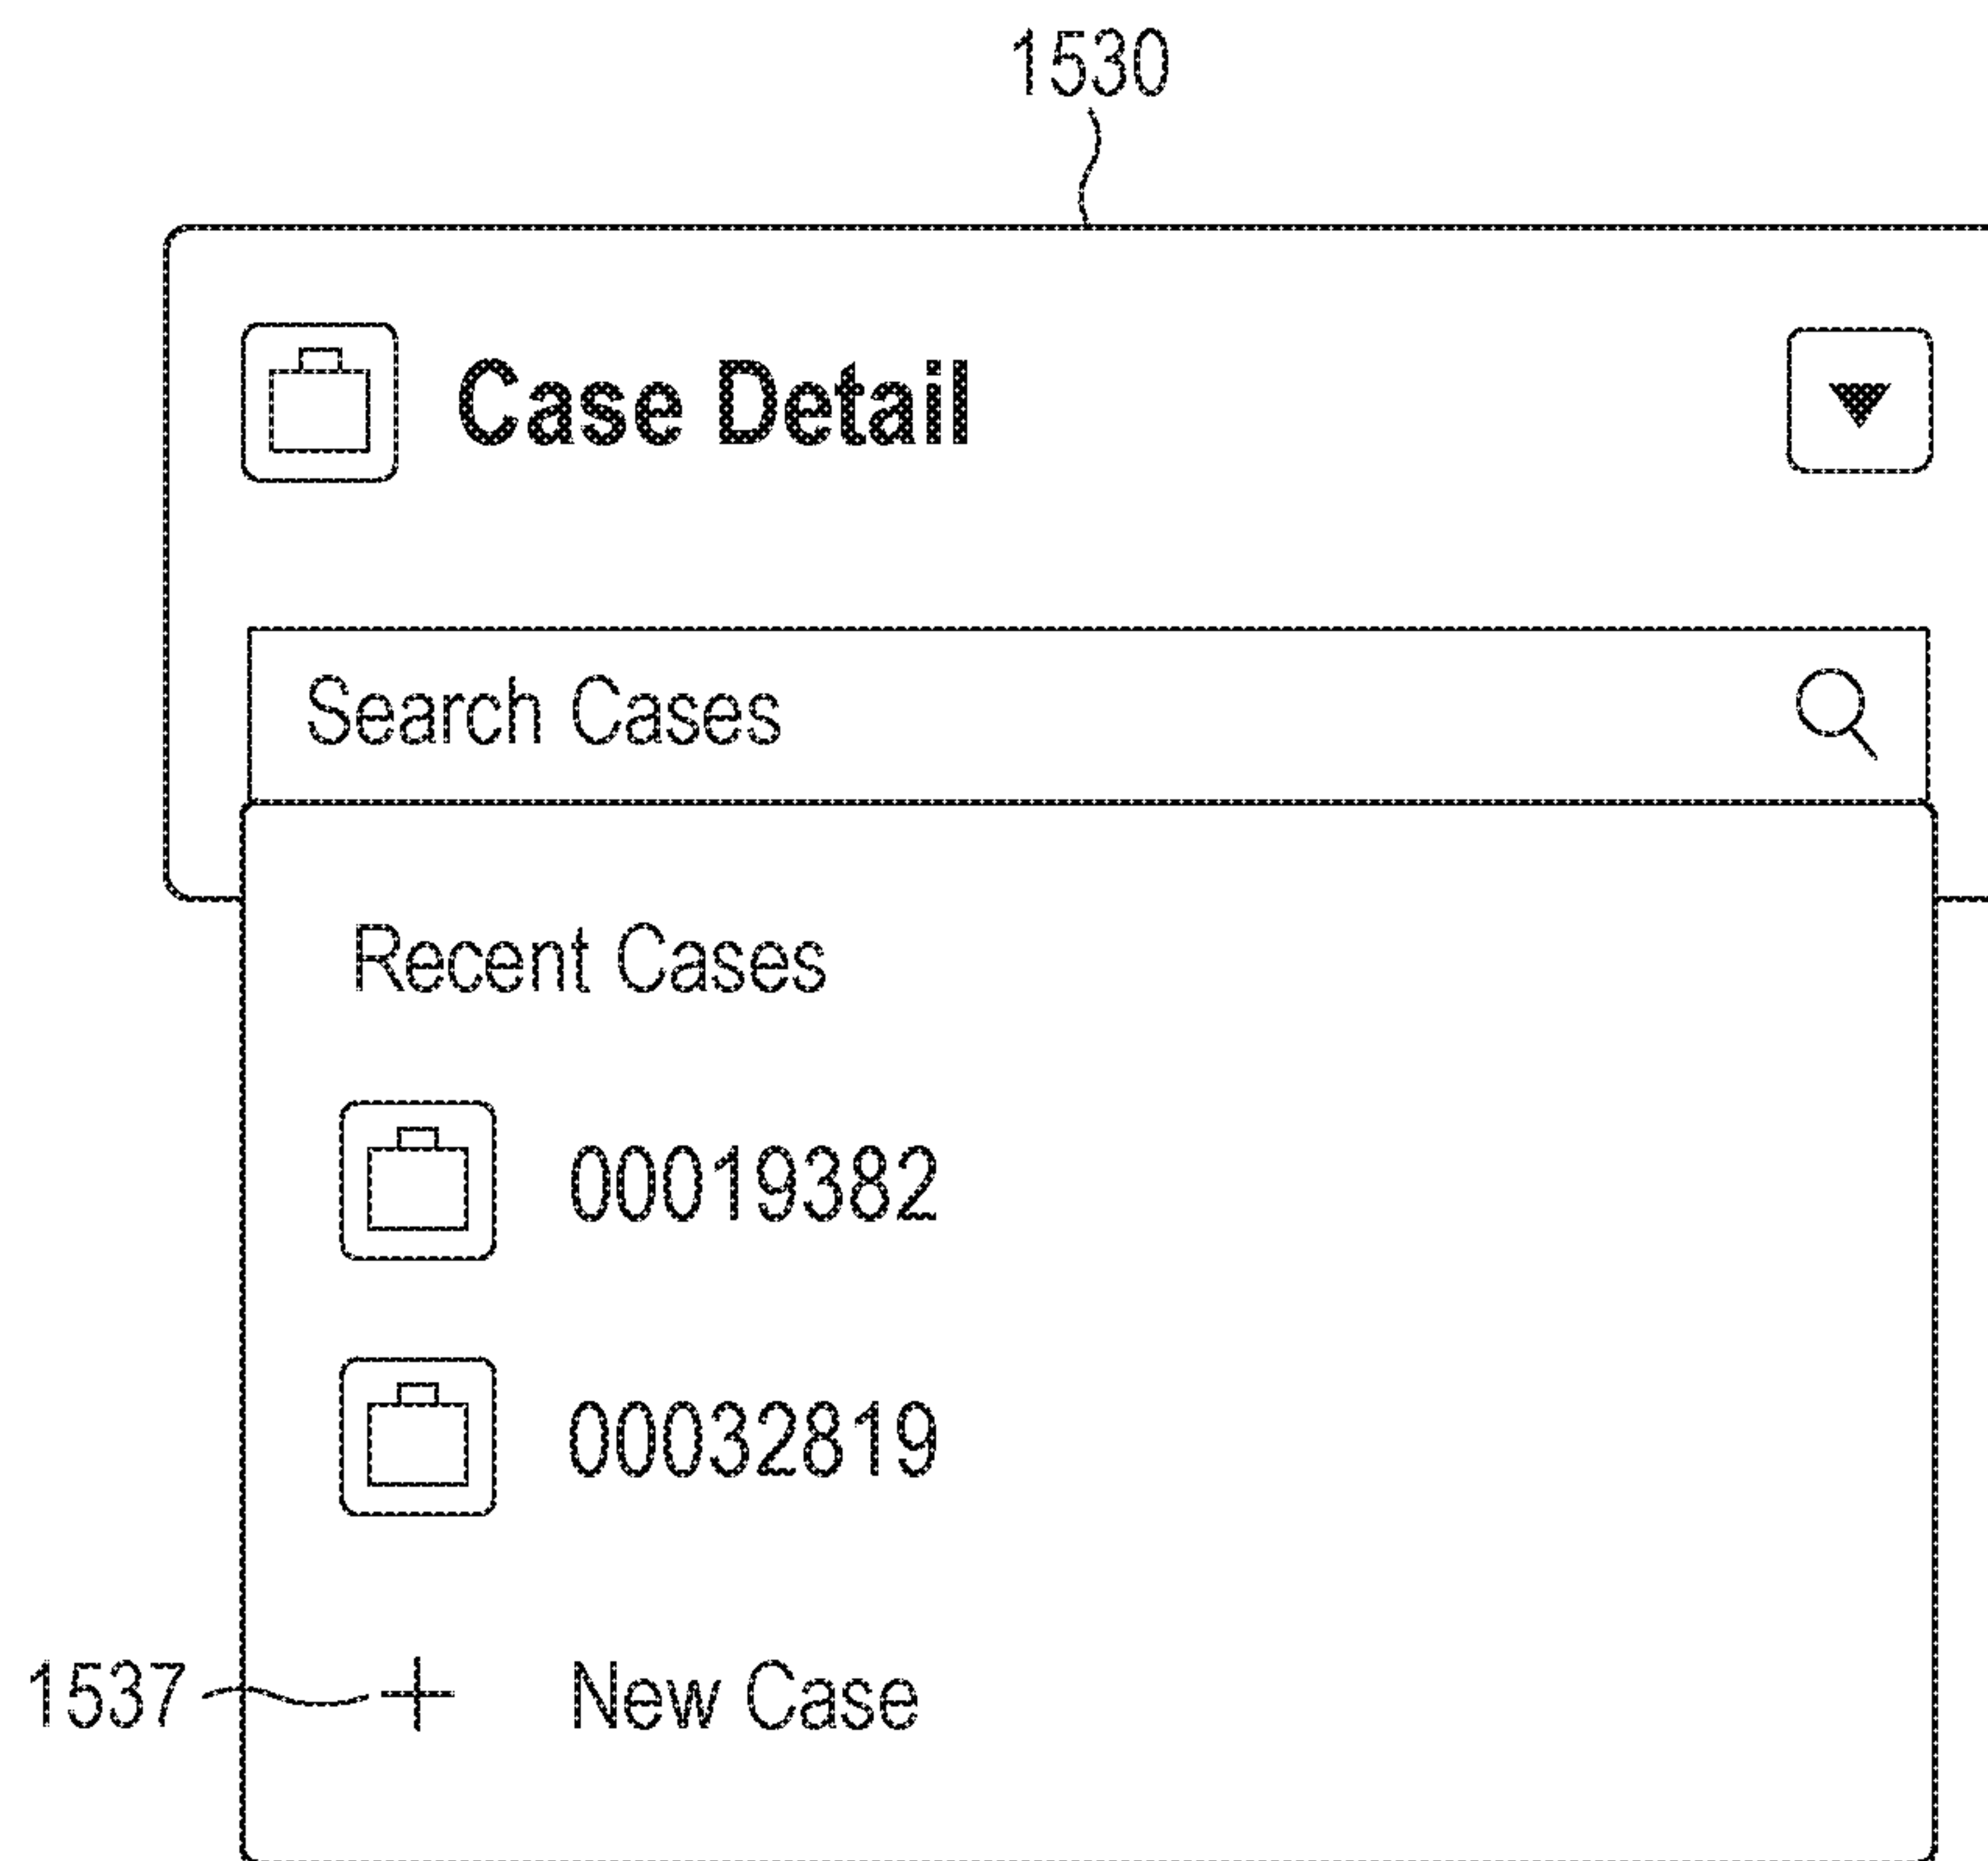 1530
Case Detail
Search Cases
Recent Cases
00019382
00032819
1537
New Case